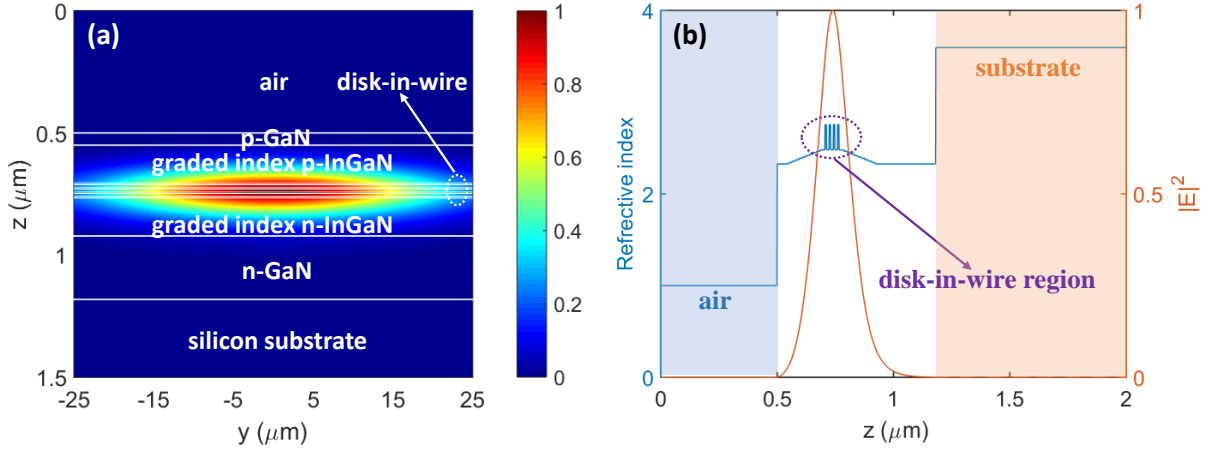 (a)
air
disk-in-wire
p-GaN
graded index p-InGaN
graded index n-InGaN
n-GaN
silicon substrate
0
0.5
1
1.5
z (μm)
-25 -15 -5 5 15 25
y (μm)
1
0.8
0.6
0.4
0.2
0
(b)
substrate
disk-in-wire region
air
4
2
0
Refrective index
0 0.5 1 1.5 2
z (μm)
1
0.5
0
|E|²